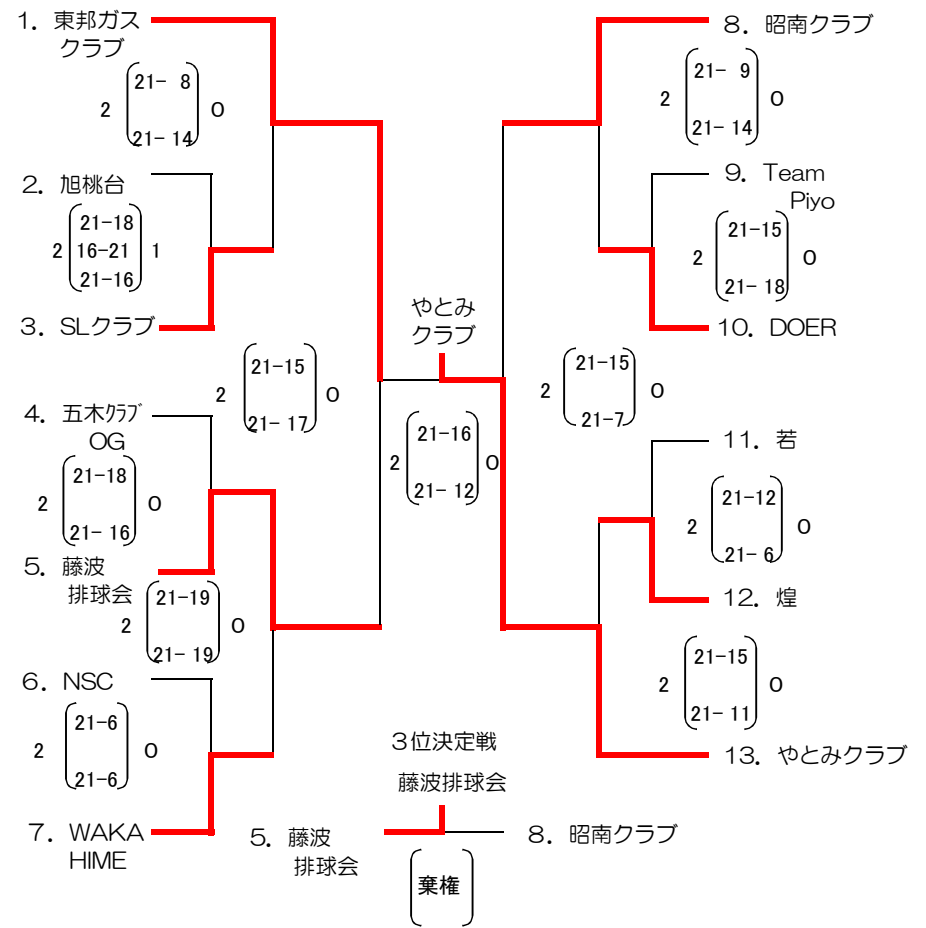 1. 東邦ガス
クラブ
2 21- 8 0
21- 14
2. 旭桃台
21-18
2 16-21 1
21-16
3. SLクラブ
2 21-15 0
21- 17
4. 五木クラブ
OG
2 21-18 0
21- 16
5. 藤波
排球会
2 21-19 0
21- 19
6. NSC
2 21-6 0
21-6
7. WAKA
HIME
やとみ
クラブ
2 21-16 0
21- 12
8. 昭南クラブ
2 21- 9 0
21- 14
9. Team
Piyo
2 21-15 0
21- 18
10. DOER
2 21-15 0
21-7
11. 若
2 21-12 0
21- 6
12. 煌
2 21-15 0
21- 11
13. やとみクラブ
3位決定戦
藤波排球会
5. 藤波
排球会
8. 昭南クラブ
棄権